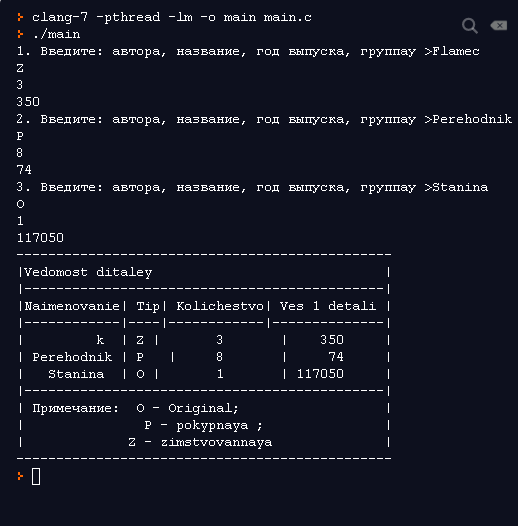 > clang-7 -pthread -lm -o main main.c
> ./main
1. Введите: автора, название, год выпуска, группау >Flamec
Z
3
350
2. Введите: автора, название, год выпуска, группау >Perehodnik
P
8
74
3. Введите: автора, название, год выпуска, группау >Stanina
O
1
117050
-----------------------------------------------
|Vedomost ditaley                             |
|---------------------------------------------|
|Naimenovanie| Tip| Kolichestvo| Ves 1 detali |
|------------|----|------------|--------------|
|         k  | Z |       3       |    350     |
| Perehodnik | P   |     8       |     74     |
|   Stanina  | O |       1       | 117050     |
|---------------------------------------------|
| Примечание:  O - Original;                  |
|               P - pokypnaya ;               |
|             Z - zimstvovannaya              |
-----------------------------------------------
>